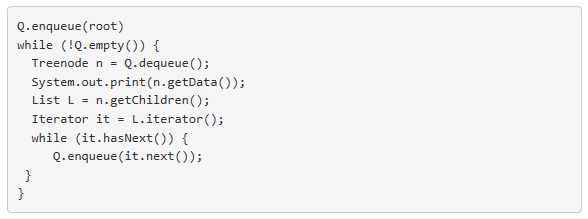 Q.enqueue(root)
while (!Q.empty()) {
  Treenode n = Q.dequeue();
  System.out.print(n.getData());
  List L = n.getChildren();
  Iterator it = L.iterator();
  while (it.hasNext()) {
     Q.enqueue(it.next());
 }
}